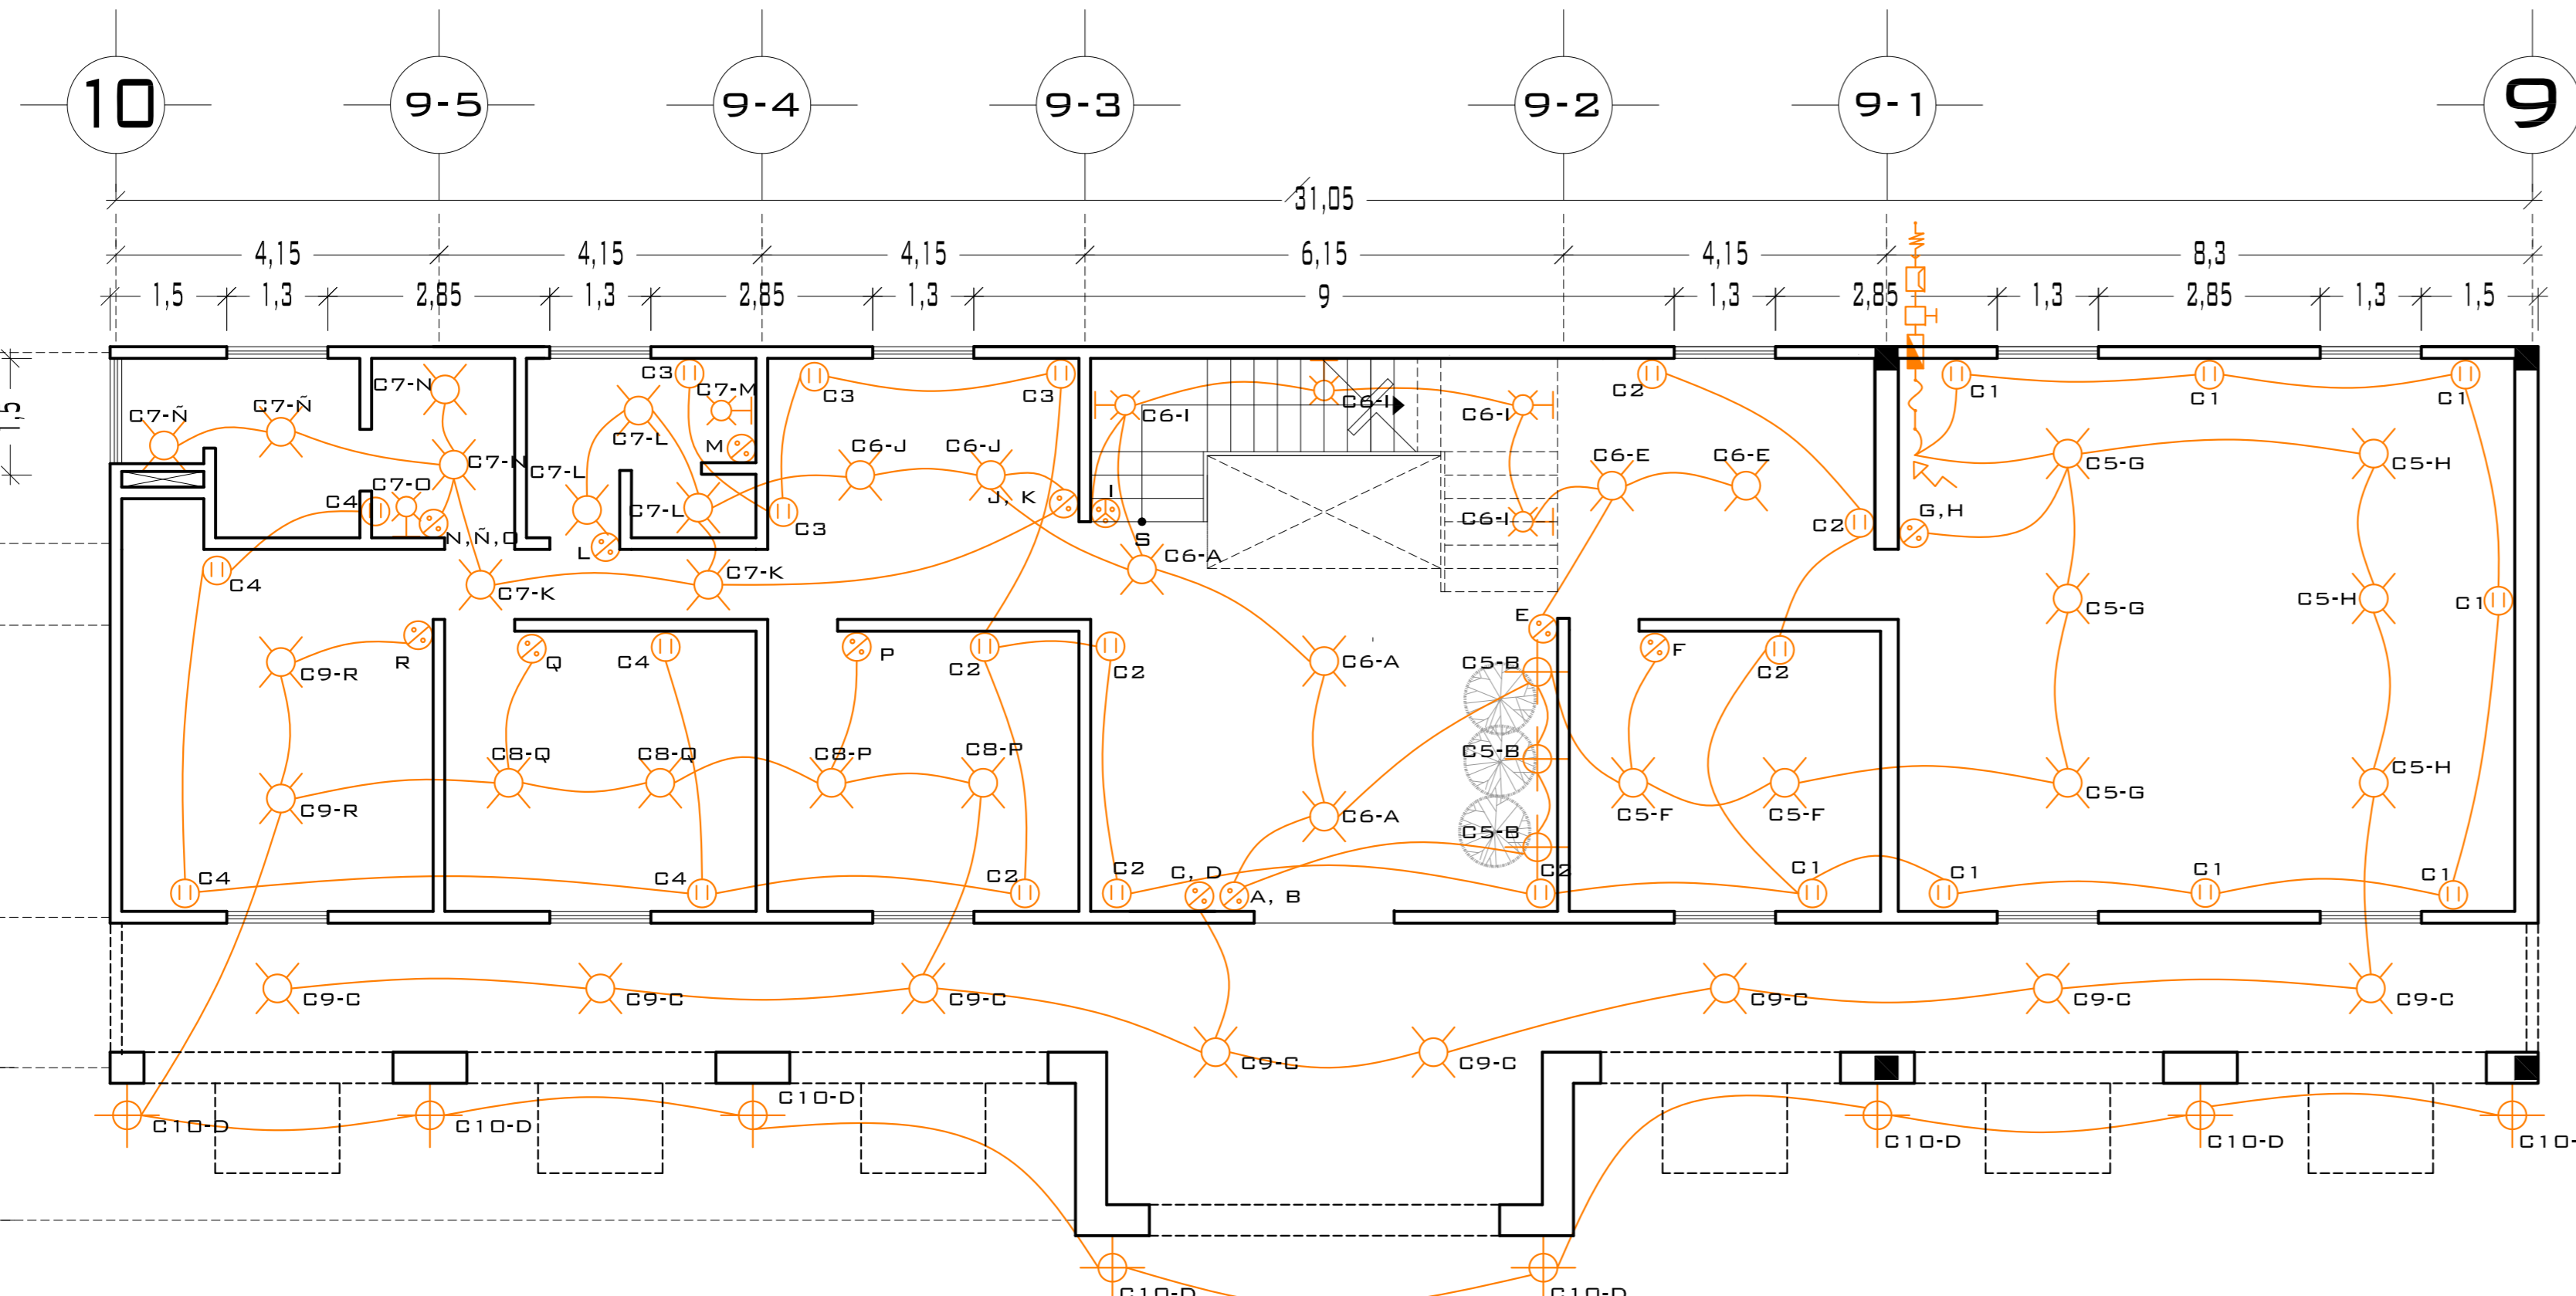 10 9-5 9-4 9-3 9-2 9-1 9
31,05
4,15 4,15 4,15 6,15 4,15 8,3
1,5 1,3 2,85 1,3 2,85 1,3 9 1,3 2,85 1,3 2,85 1,3 1,5
1,5
C7-N C3 C7-M C3 C3 C2 C1 C1 C1
C7-Ñ C7-Ñ C7-L M C6-I C6-I C6-I
C7-N C7-L C6-J C6-J C6-E C6-E C5-G C5-H
C4 C7-O C7-L C3 J, K I C6-I C2 G,H
N,Ñ,O L S C6-A
C4 C7-K C7-K C5-G C5-H C1
R Q C4 P C2 C2 E F C2
C9-R C6-A C5-B
C8-Q C8-Q C8-P C8-P C5-B C5-H
C9-R C6-A C5-B C5-F C5-F C5-G
C4 C4 C2 C2 C, D A, B C2 C1 C1 C1 C1
C9-C C9-C C9-C C9-C C9-C C9-C
C9-C C9-C
C10-D C10-D C10-D C10-D C10-D C10-
C10-D C10-D